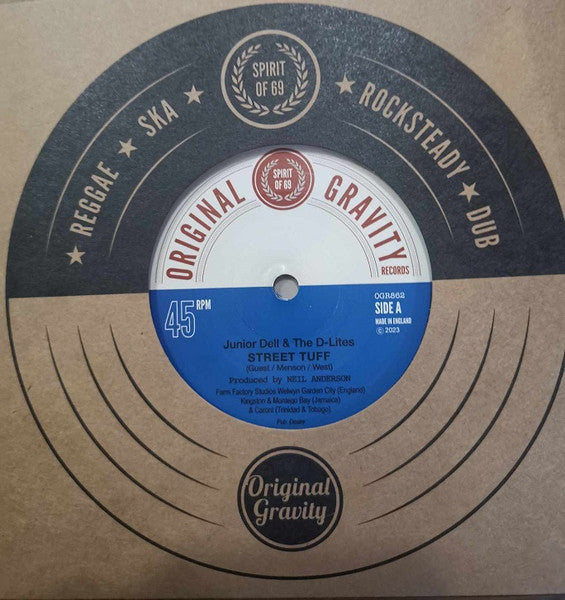 SPIRIT
OF 69
★ REGGAE ★ SKA ★
★ ROCKSTEADY ★ DUB
SPIRIT
OF 69
ORIGINAL GRAVITY
RECORDS
45 RPM
OGR862
SIDE A
MADE IN ENGLAND
© 2023
Junior Dell & The D-Lites
STREET TUFF
(Guest / Menson / West)
Produced by NEIL ANDERSON
Farm Factory Studios Welwyn Garden City (England)
Kingston & Montego Bay (Jamaica)
& Caroni (Trinidad & Tobago).
Pub:
Original
Gravity